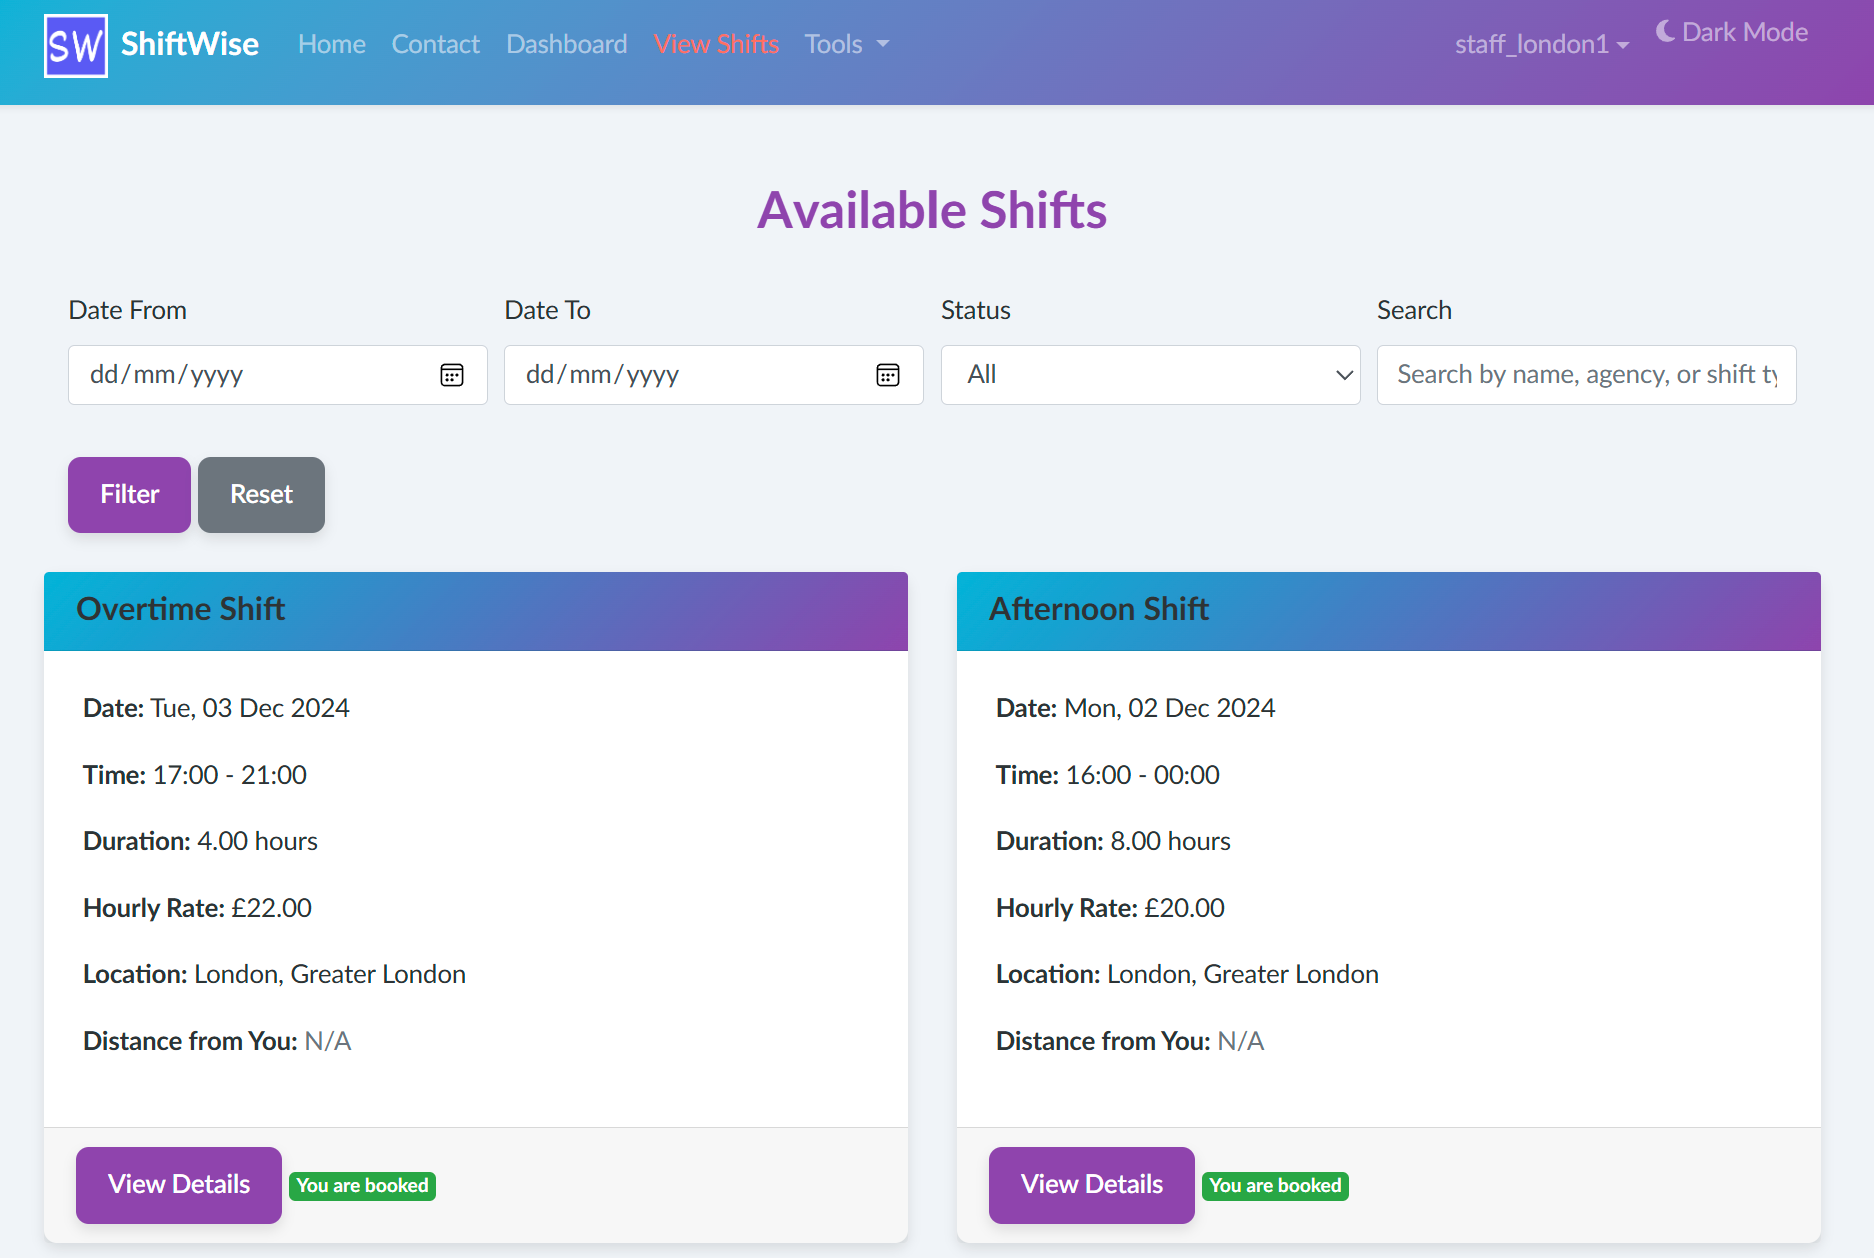 SW ShiftWise Home Contact Dashboard View Shifts Tools staff_london1 Dark Mode
Available Shifts
Date From Date To Status Search
dd/mm/yyyy dd/mm/yyyy All Search by name, agency, or shift ty
Filter Reset
Overtime Shift
Date: Tue, 03 Dec 2024
Time: 17:00 - 21:00
Duration: 4.00 hours
Hourly Rate: £22.00
Location: London, Greater London
Distance from You: N/A
View Details You are booked
Afternoon Shift
Date: Mon, 02 Dec 2024
Time: 16:00 - 00:00
Duration: 8.00 hours
Hourly Rate: £20.00
Location: London, Greater London
Distance from You: N/A
View Details You are booked